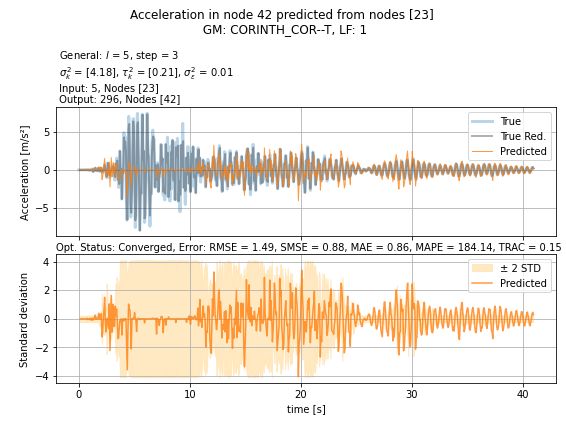 Acceleration in node 42 predicted from nodes [23]
GM: CORINTH_COR--T, LF: 1
General: l = 5, step = 3
σ²ₖ = [4.18], τ²ₖ = [0.21], σ²ε = 0.01
Input: 5, Nodes [23]
Output: 296, Nodes [42]
Acceleration [m/s²]
5
0
−5
True
True Red.
Predicted
Opt. Status: Converged, Error: RMSE = 1.49, SMSE = 0.88, MAE = 0.86, MAPE = 184.14, TRAC = 0.15
Standard deviation
4
2
0
−2
−4
± 2 STD
Predicted
0 10 20 30 40
time [s]